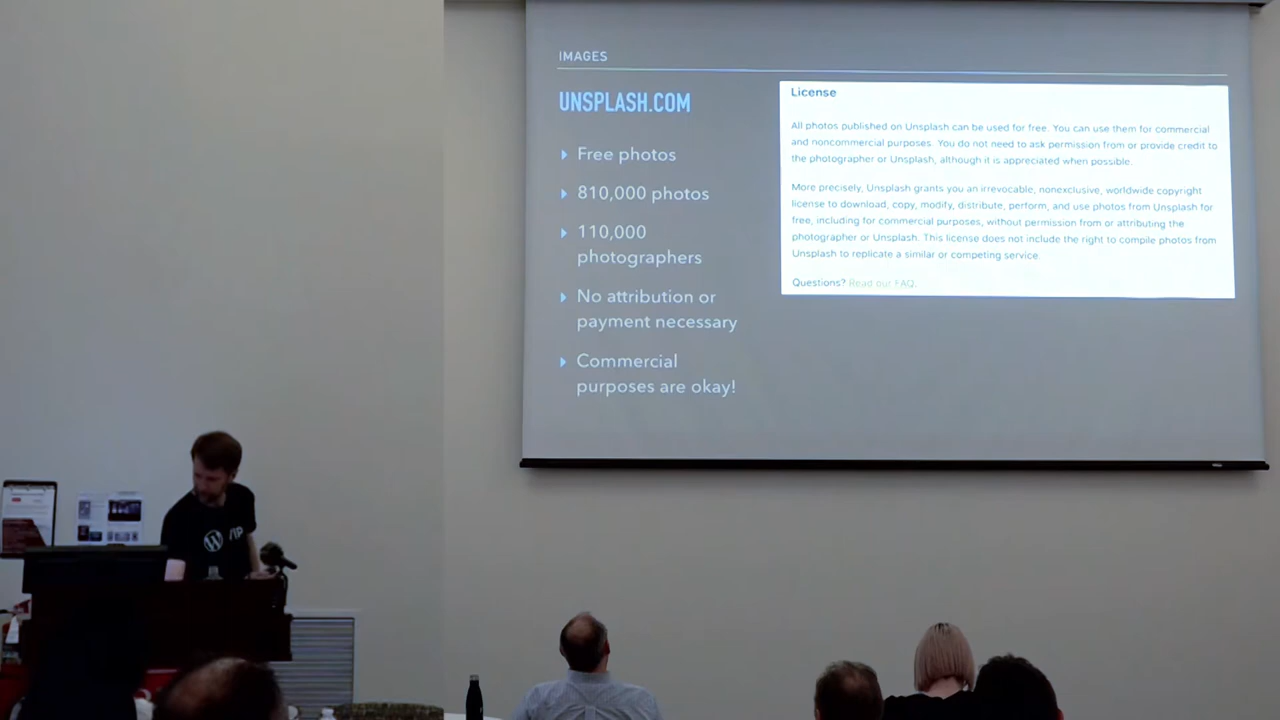 IMAGES
UNSPLASH.COM
Free photos
810,000 photos
110,000
photographers
No attribution or
payment necessary
Commercial
purposes are okay!
License
All photos published on Unsplash can be used for free. You can use them for commercial
and noncommercial purposes. You do not need to ask permission from or provide credit to
the photographer or Unsplash, although it is appreciated when possible.
More precisely, Unsplash grants you an irrevocable, nonexclusive, worldwide copyright
license to download, copy, modify, distribute, perform, and use photos from Unsplash for
free, including for commercial purposes, without permission from or attributing the
photographer or Unsplash. This license does not include the right to compile photos from
Unsplash to replicate a similar or competing service.
Questions? Read our FAQ.
VIP